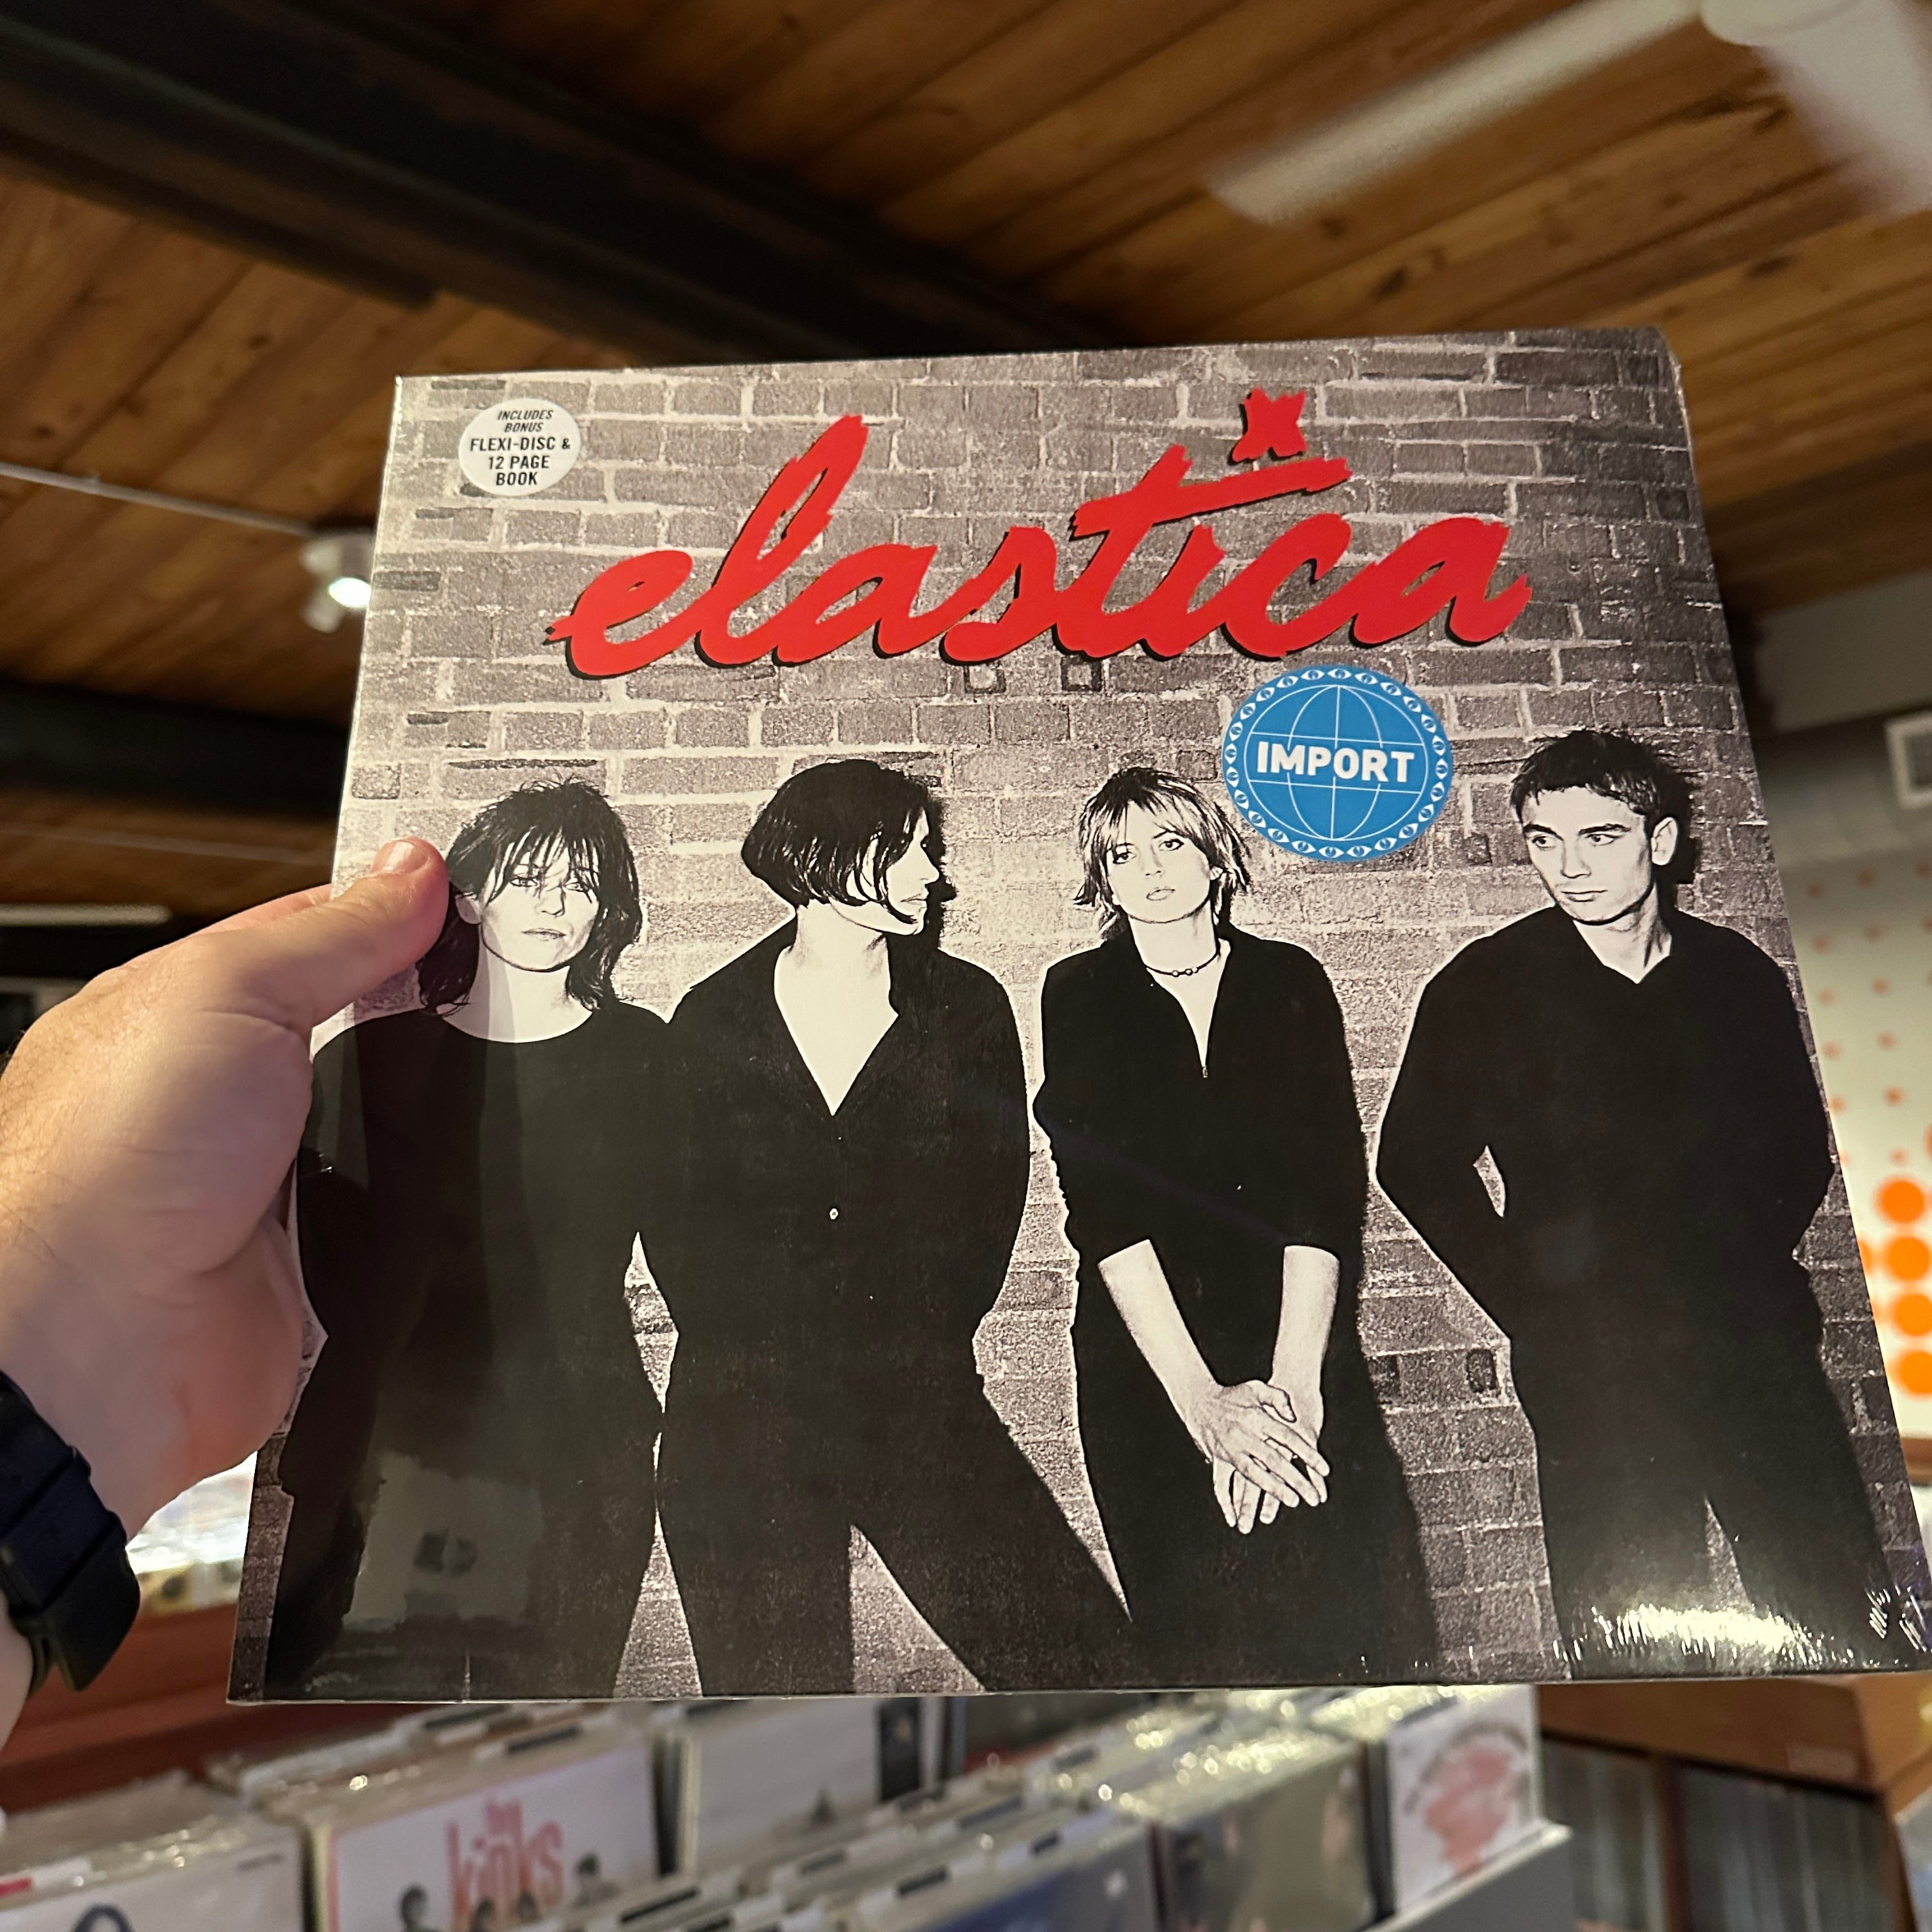 INCLUDES
BONUS
FLEXI-DISC &
12 PAGE
BOOK
elastica
IMPORT
the
kinks